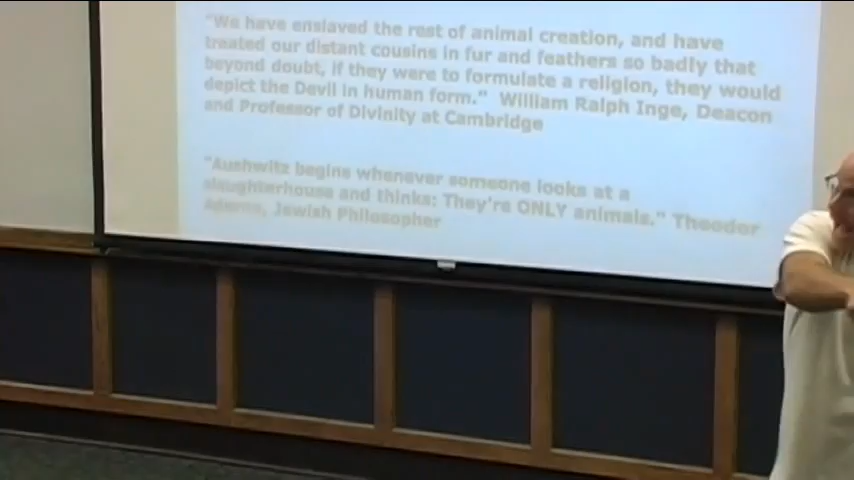 "We have enslaved the rest of animal creation, and have
treated our distant cousins in fur and feathers so badly that
beyond doubt, if they were to formulate a religion, they would
depict the Devil in human form." William Ralph Inge, Deacon
and Professor of Divinity at Cambridge
"Aushwitz begins whenever someone looks at a
slaughterhouse and thinks: They're ONLY animals." Theodor
Adorno, Jewish Philosopher